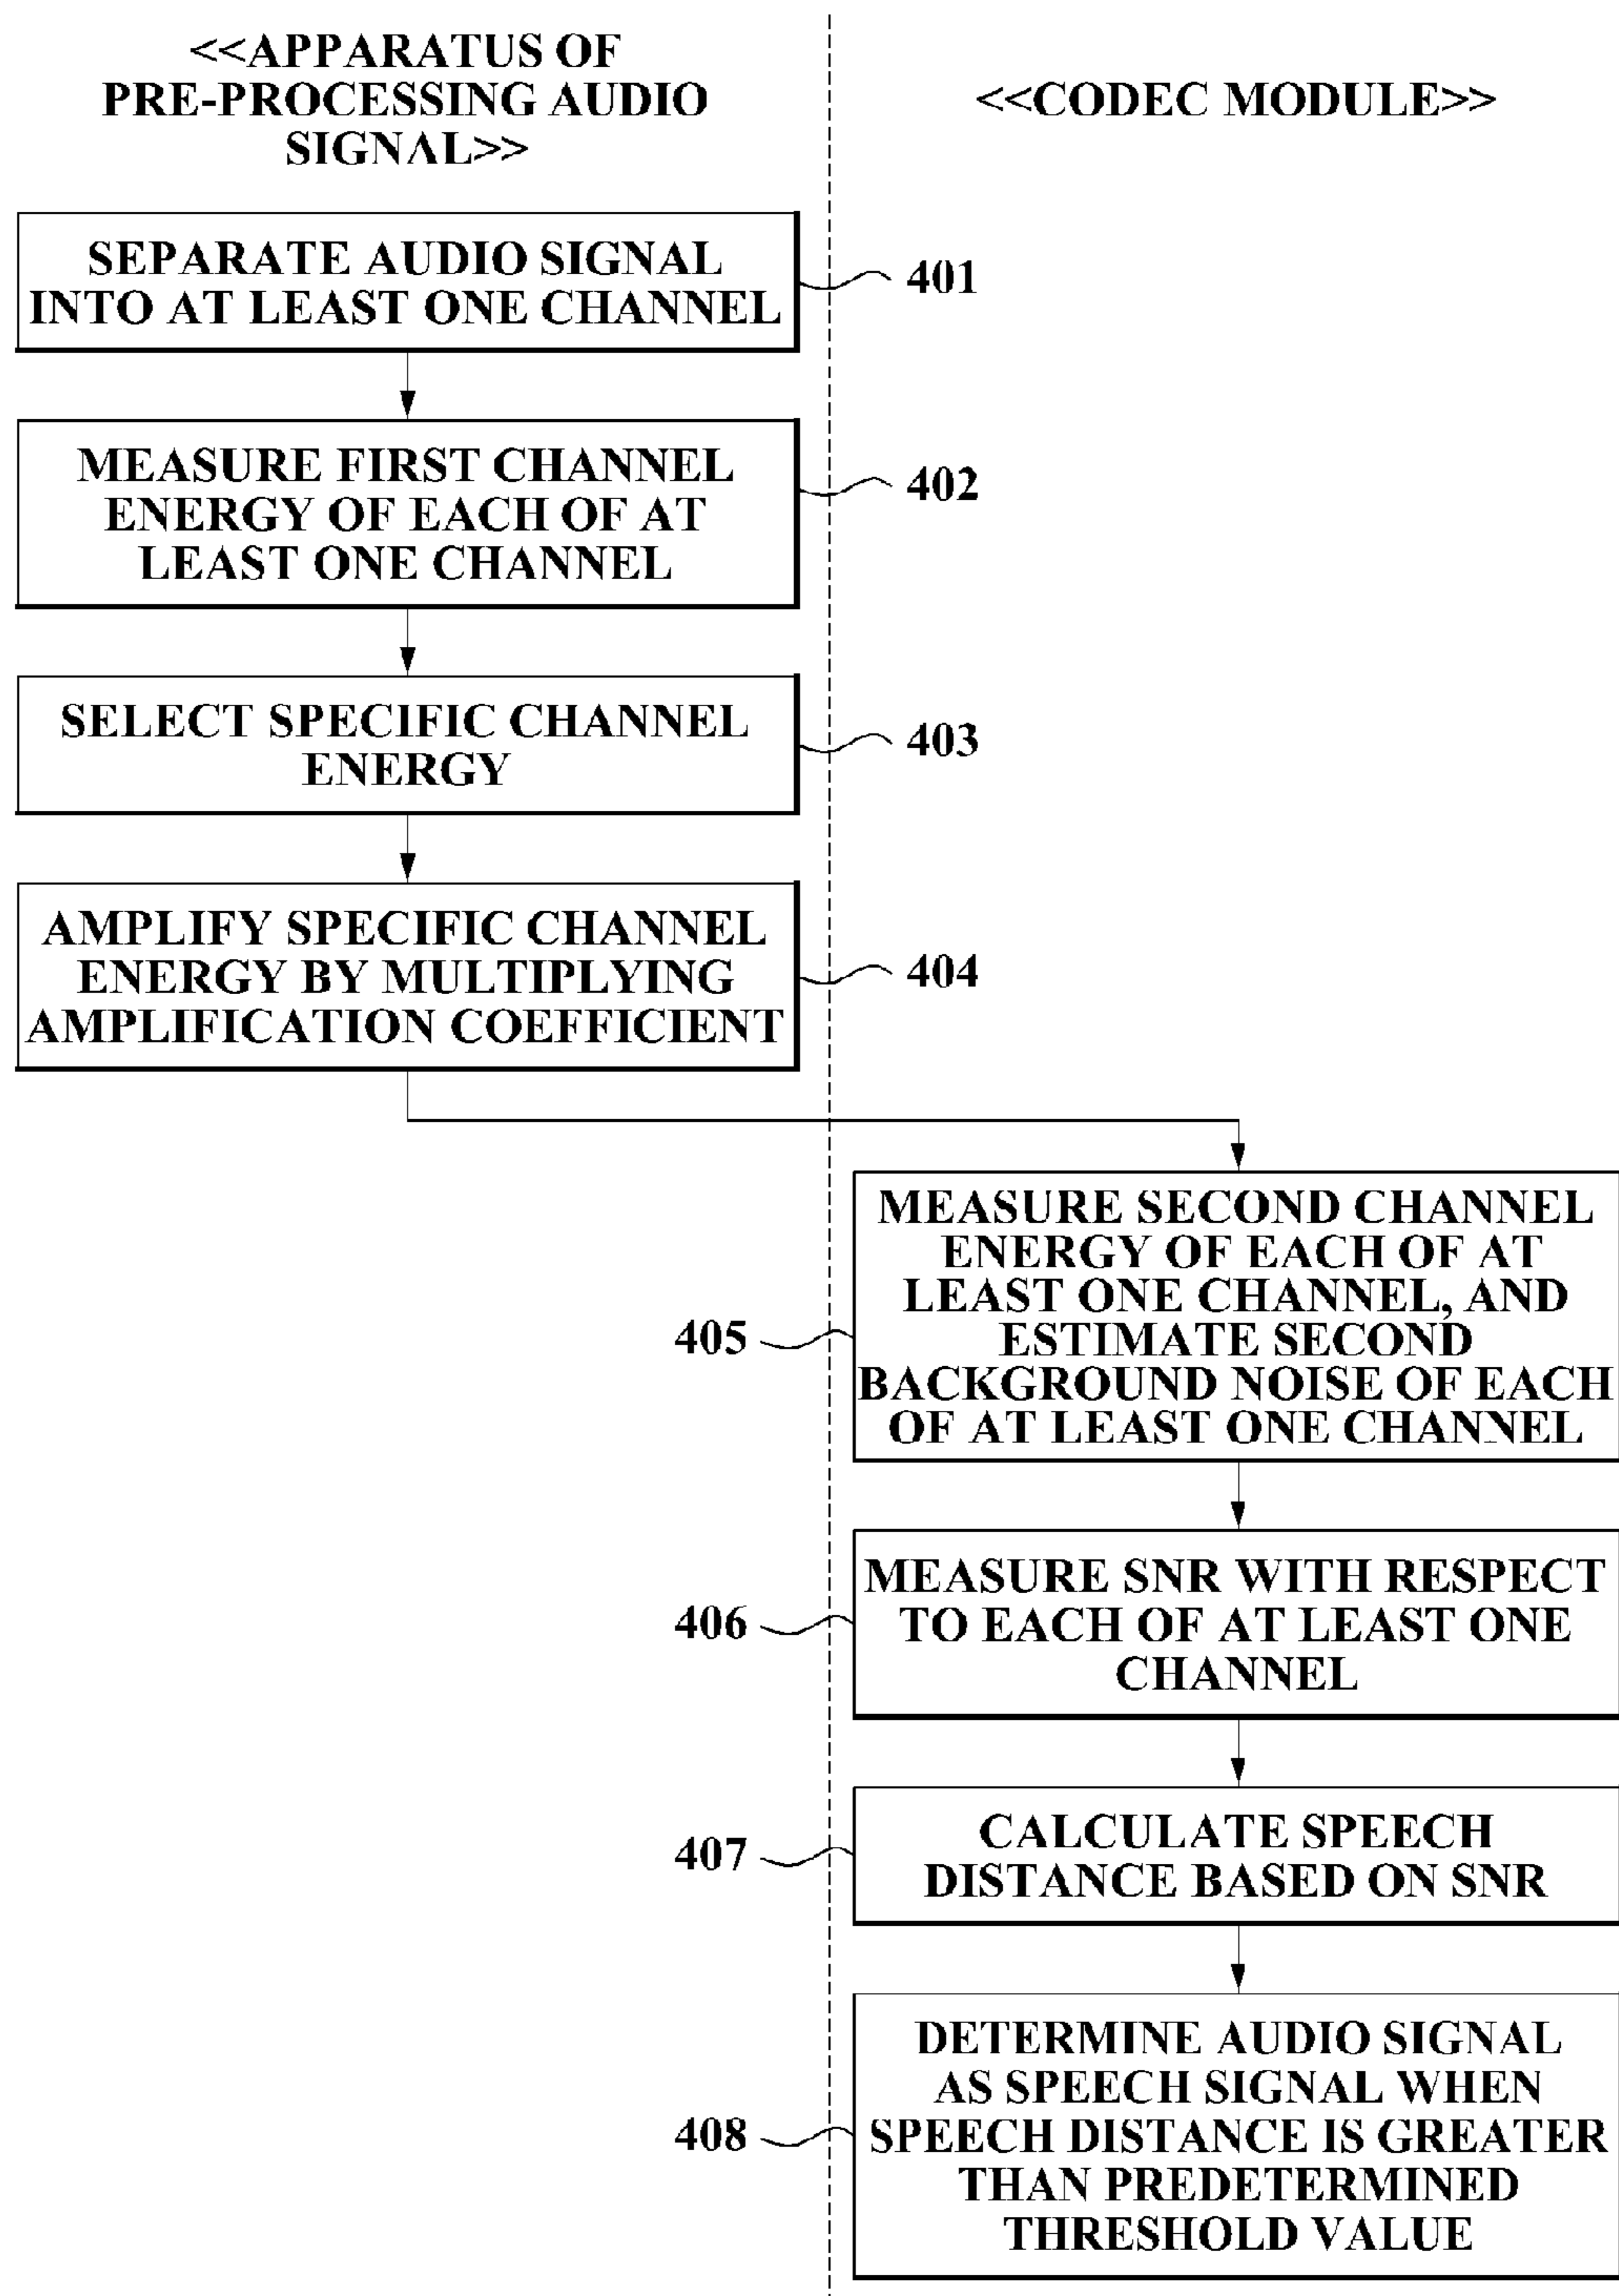 <<APPARATUS OF
PRE-PROCESSING AUDIO
SIGNAL>>
<<CODEC MODULE>>
SEPARATE AUDIO SIGNAL
INTO AT LEAST ONE CHANNEL
401
MEASURE FIRST CHANNEL
ENERGY OF EACH OF AT
LEAST ONE CHANNEL
402
SELECT SPECIFIC CHANNEL
ENERGY
403
AMPLIFY SPECIFIC CHANNEL
ENERGY BY MULTIPLYING
AMPLIFICATION COEFFICIENT
404
MEASURE SECOND CHANNEL
ENERGY OF EACH OF AT
LEAST ONE CHANNEL, AND
ESTIMATE SECOND
BACKGROUND NOISE OF EACH
OF AT LEAST ONE CHANNEL
405
MEASURE SNR WITH RESPECT
TO EACH OF AT LEAST ONE
CHANNEL
406
CALCULATE SPEECH
DISTANCE BASED ON SNR
407
DETERMINE AUDIO SIGNAL
AS SPEECH SIGNAL WHEN
SPEECH DISTANCE IS GREATER
THAN PREDETERMINED
THRESHOLD VALUE
408